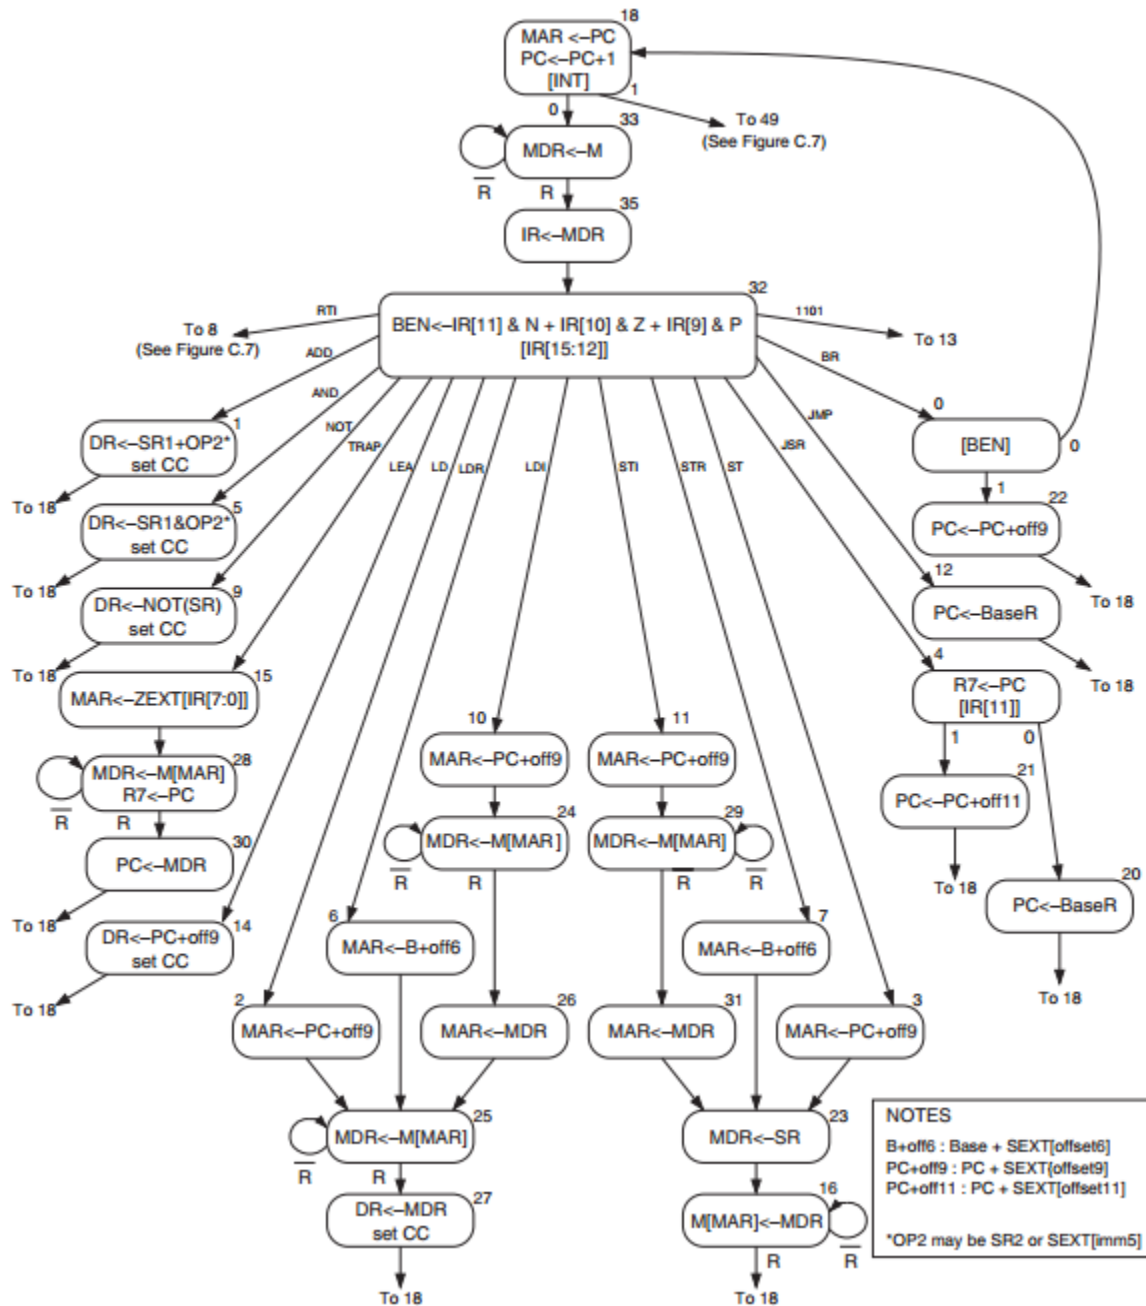 18
MAR <–PC
PC<–PC+1
[INT]
0
1
To 49
(See Figure C.7)
33
MDR<–M
R
R
35
IR<–MDR
32
BEN<–IR[11] & N + IR[10] & Z + IR[9] & P
[IR[15:12]]
RTI
To 8
(See Figure C.7)
1101
To 13
ADD
AND
NOT
TRAP
LEA
LD
LDR
LDI
STI
STR
ST
JSR
JMP
BR
1
DR<–SR1+OP2*
set CC
To 18
5
DR<–SR1&OP2*
set CC
To 18
9
DR<–NOT(SR)
set CC
To 18
15
MAR<–ZEXT[IR[7:0]]
28
MDR<–M[MAR]
R7<–PC
R
R
30
PC<–MDR
To 18
14
DR<–PC+off9
set CC
To 18
0
[BEN]
0
1
22
PC<–PC+off9
To 18
12
PC<–BaseR
To 18
4
R7<–PC
[IR[11]]
1
0
21
PC<–PC+off11
To 18
20
PC<–BaseR
To 18
10
MAR<–PC+off9
24
MDR<–M[MAR]
R
R
11
MAR<–PC+off9
29
MDR<–M[MAR]
R
R
6
MAR<–B+off6
7
MAR<–B+off6
2
MAR<–PC+off9
26
MAR<–MDR
31
MAR<–MDR
3
MAR<–PC+off9
25
MDR<–M[MAR]
R
R
27
DR<–MDR
set CC
To 18
23
MDR<–SR
16
M[MAR]<–MDR
R
R
To 18
NOTES
B+off6 : Base + SEXT[offset6]
PC+off9 : PC + SEXT{offset9]
PC+off11 : PC + SEXT[offset11]
*OP2 may be SR2 or SEXT[imm5]